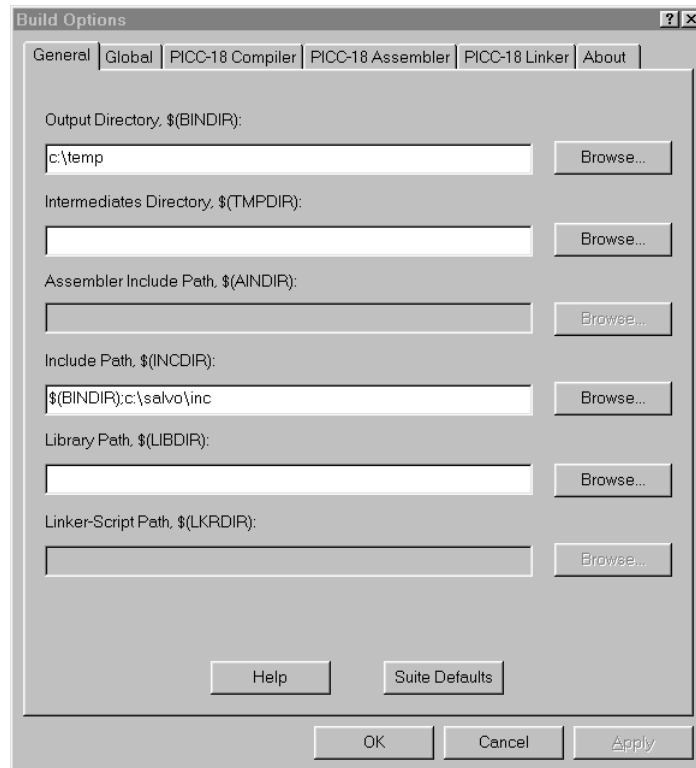 Build Options
General Global PICC-18 Compiler PICC-18 Assembler PICC-18 Linker About
Output Directory, $(BINDIR):
c:\temp Browse...
Intermediates Directory, $(TMPDIR):
Browse...
Assembler Include Path, $(AINDIR):
Browse...
Include Path, $(INCDIR):
$(BINDIR);c:\salvo\inc Browse...
Library Path, $(LIBDIR):
Browse...
Linker-Script Path, $(LKRDIR):
Browse...
Help Suite Defaults
OK Cancel Apply